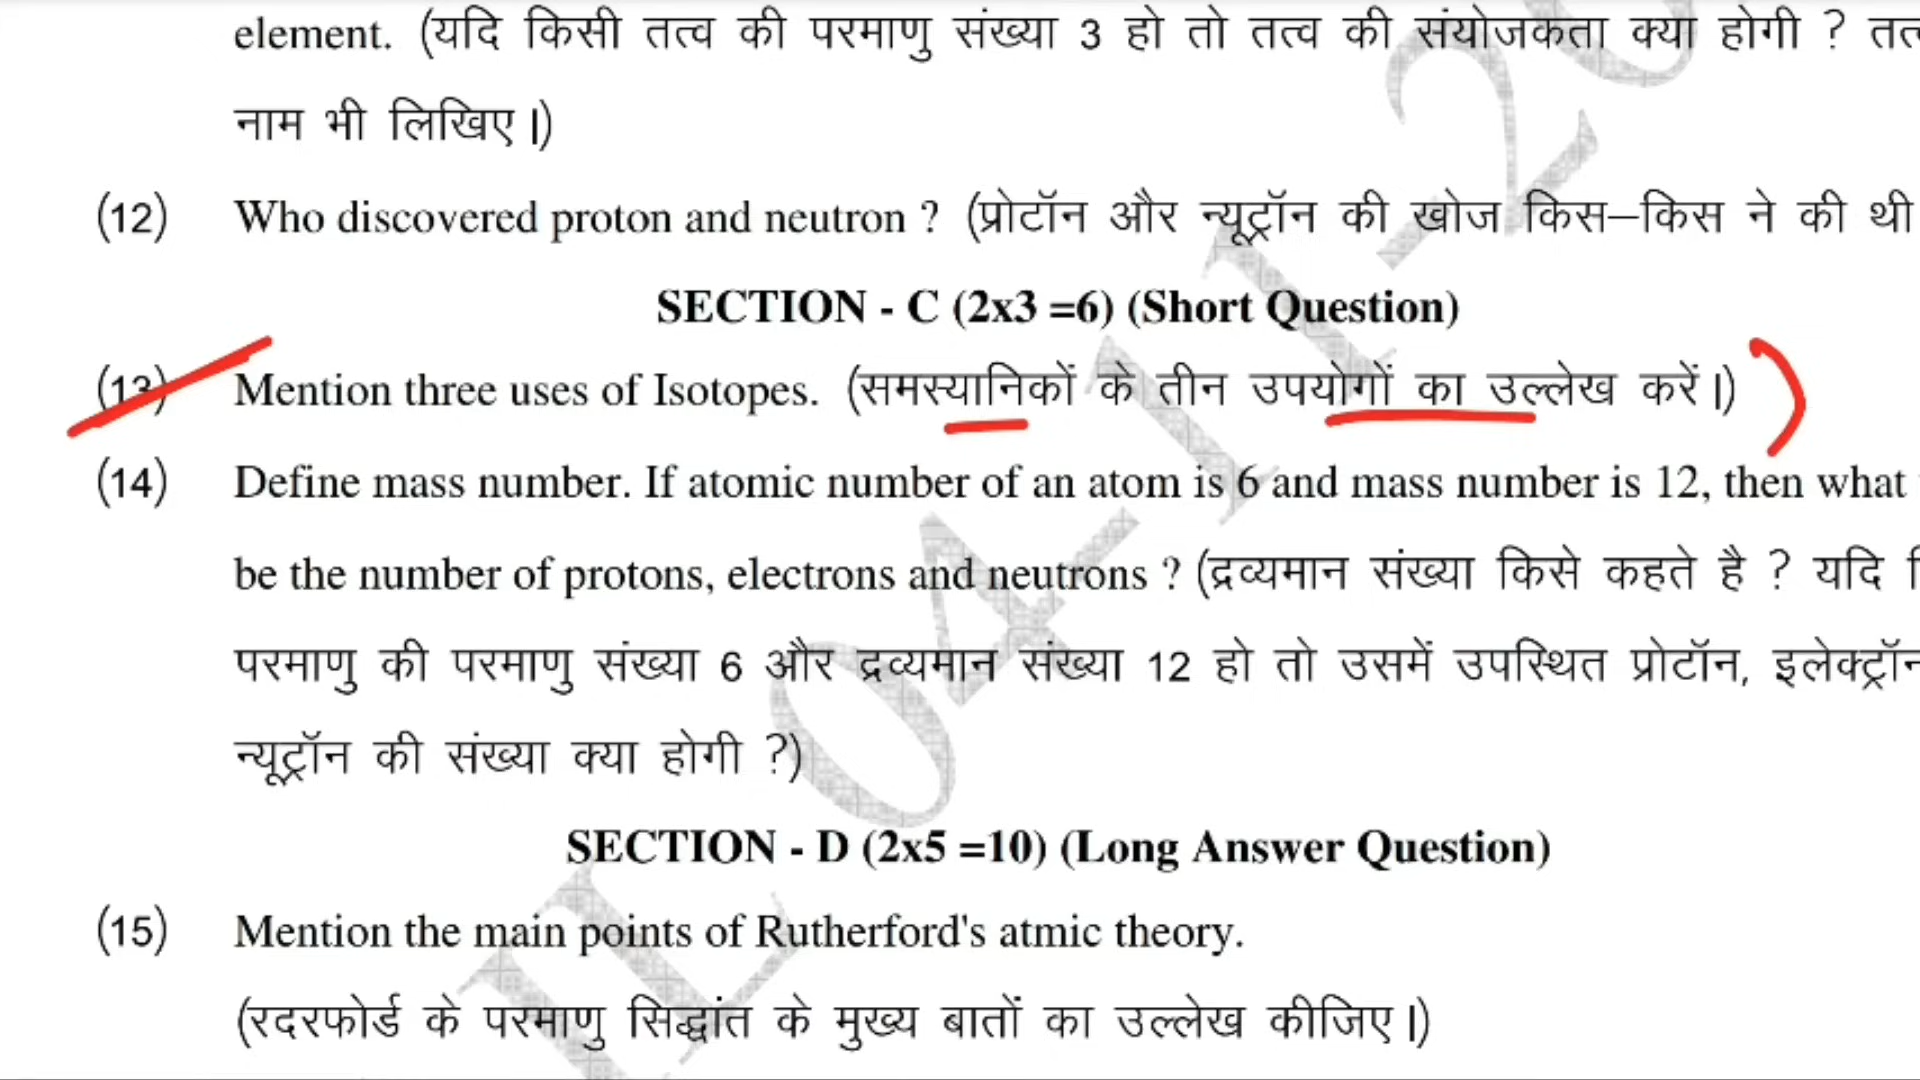 element. (यदि किसी तत्व की परमाणु संख्या 3 हो तो तत्व की संयोजकता क्या होगी ?
नाम भी लिखिए।)
(12) Who discovered proton and neutron ? (प्रोटॉन और न्यूट्रॉन की खोज किस–किस ने की थी
SECTION - C (2x3 =6) (Short Question)
(13) Mention three uses of Isotopes. (समस्यानिकों के तीन उपयोगों का उल्लेख करें।)
(14) Define mass number. If atomic number of an atom is 6 and mass number is 12, then what
be the number of protons, electrons and neutrons ? (द्रव्यमान संख्या किसे कहते है ? यदि
परमाणु की परमाणु संख्या 6 और द्रव्यमान संख्या 12 हो तो उसमें उपस्थित प्रोटॉन, इलेक्ट्रॉन
न्यूट्रॉन की संख्या क्या होगी ?)
SECTION - D (2x5 =10) (Long Answer Question)
(15) Mention the main points of Rutherford's atmic theory.
(रदरफोर्ड के परमाणु सिद्धांत के मुख्य बातों का उल्लेख कीजिए।)